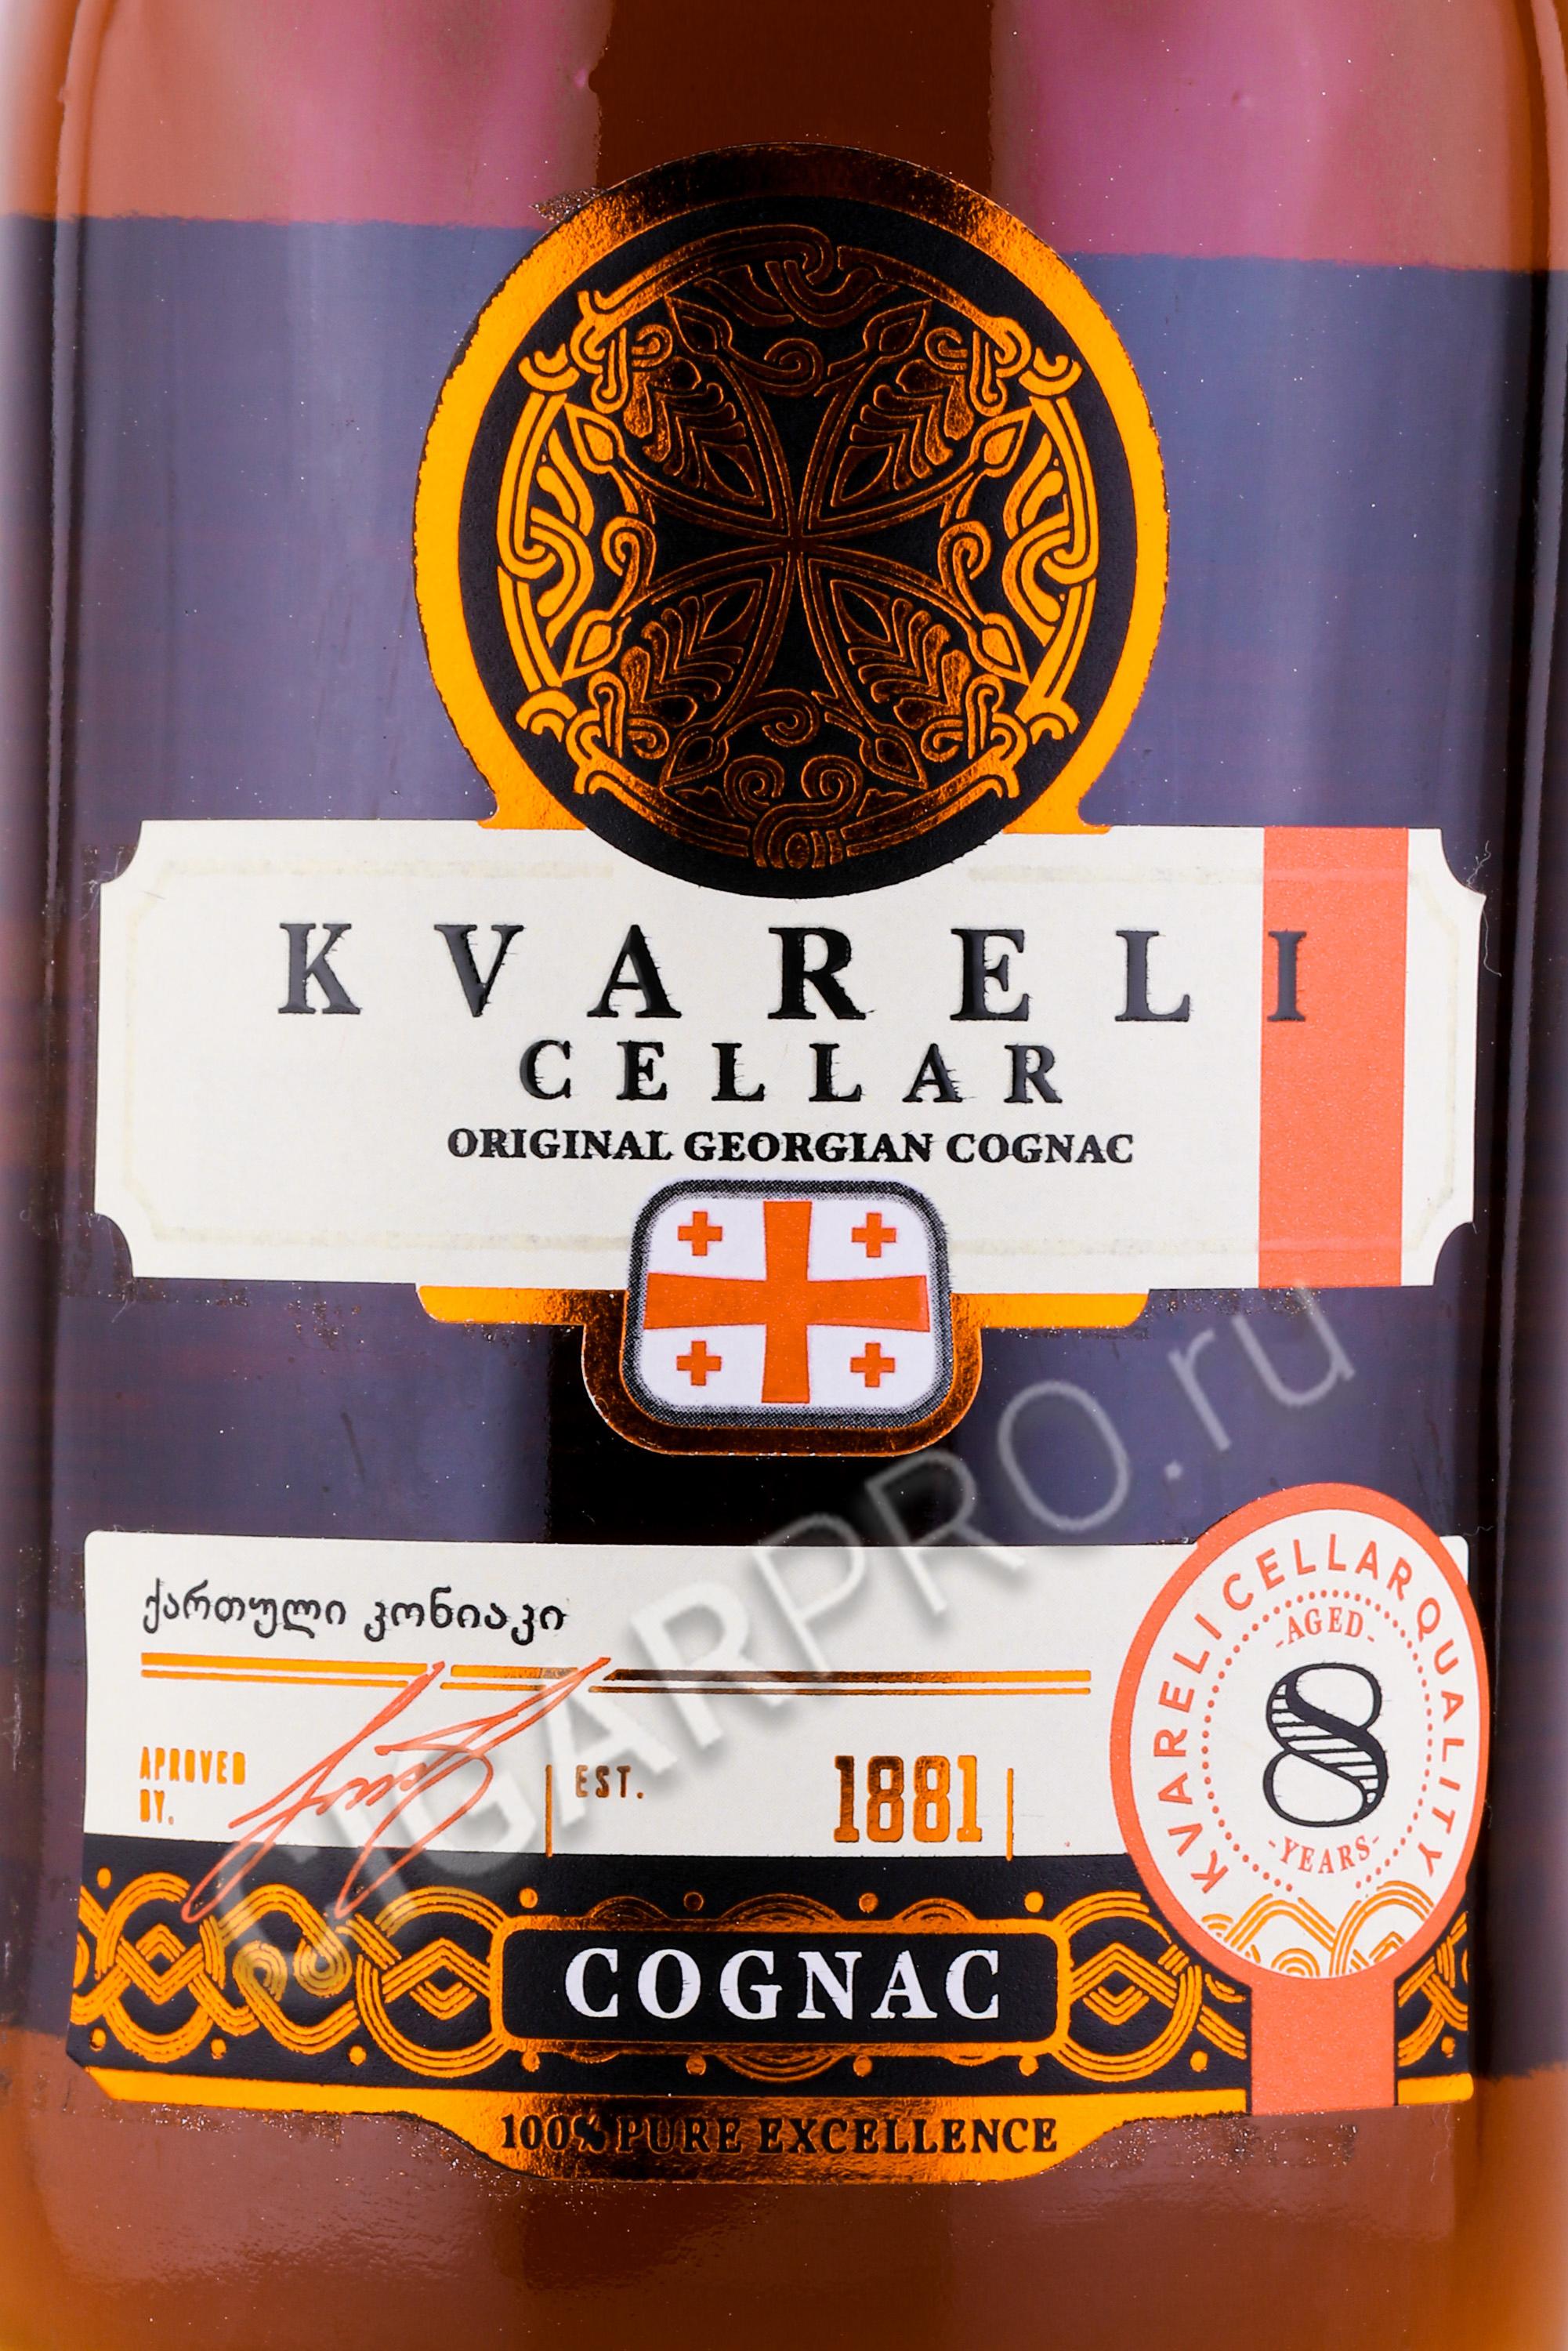 KVARELI
CELLAR
ORIGINAL GEORGIAN COGNAC
ქართული კონიაკი
APROVED
BY.
EST.
1881
KVARELI CELLAR QUALITY
-AGED-
8
-YEARS-
COGNAC
100% PURE EXCELLENCE
CIGARPRO.ru